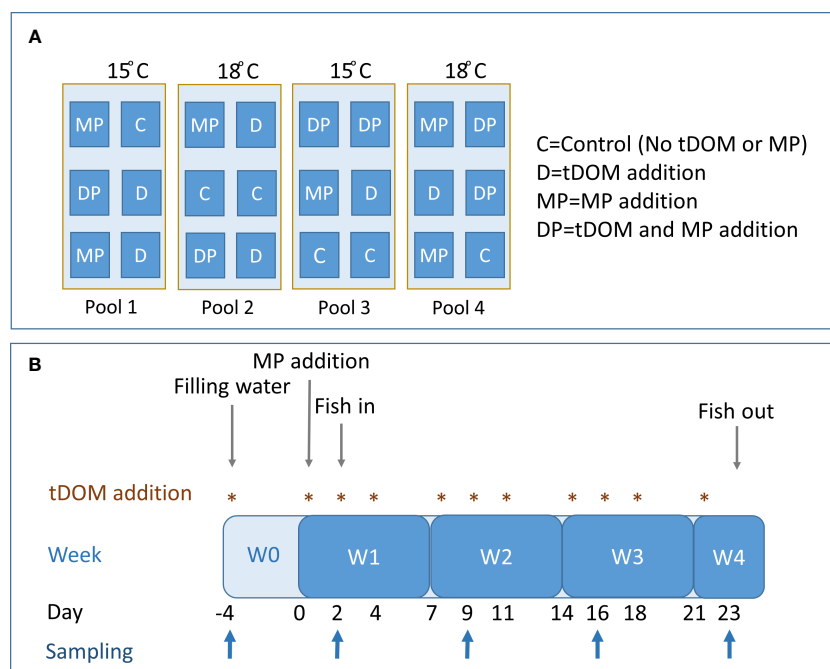 A
15°C 18°C 15°C 18°C
MP C MP D DP DP MP DP
DP D C C MP D D DP
MP D DP D C C MP C
Pool 1 Pool 2 Pool 3 Pool 4
C=Control (No tDOM or MP)
D=tDOM addition
MP=MP addition
DP=tDOM and MP addition
B
MP addition
Filling water
Fish in
Fish out
tDOM addition * * * * * * * * * * *
Week W0 W1 W2 W3 W4
Day -4 0 2 4 7 9 11 14 16 18 21 23
Sampling